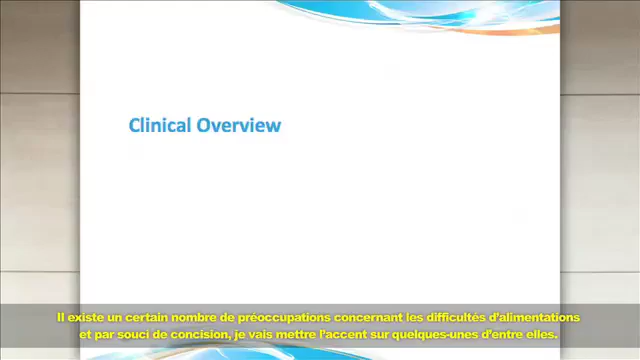 Clinical Overview
Il existe un certain nombre de préoccupations concernant les difficultés d'alimentations
et par souci de concision, je vais mettre l'accent sur quelques-unes d'entre elles.